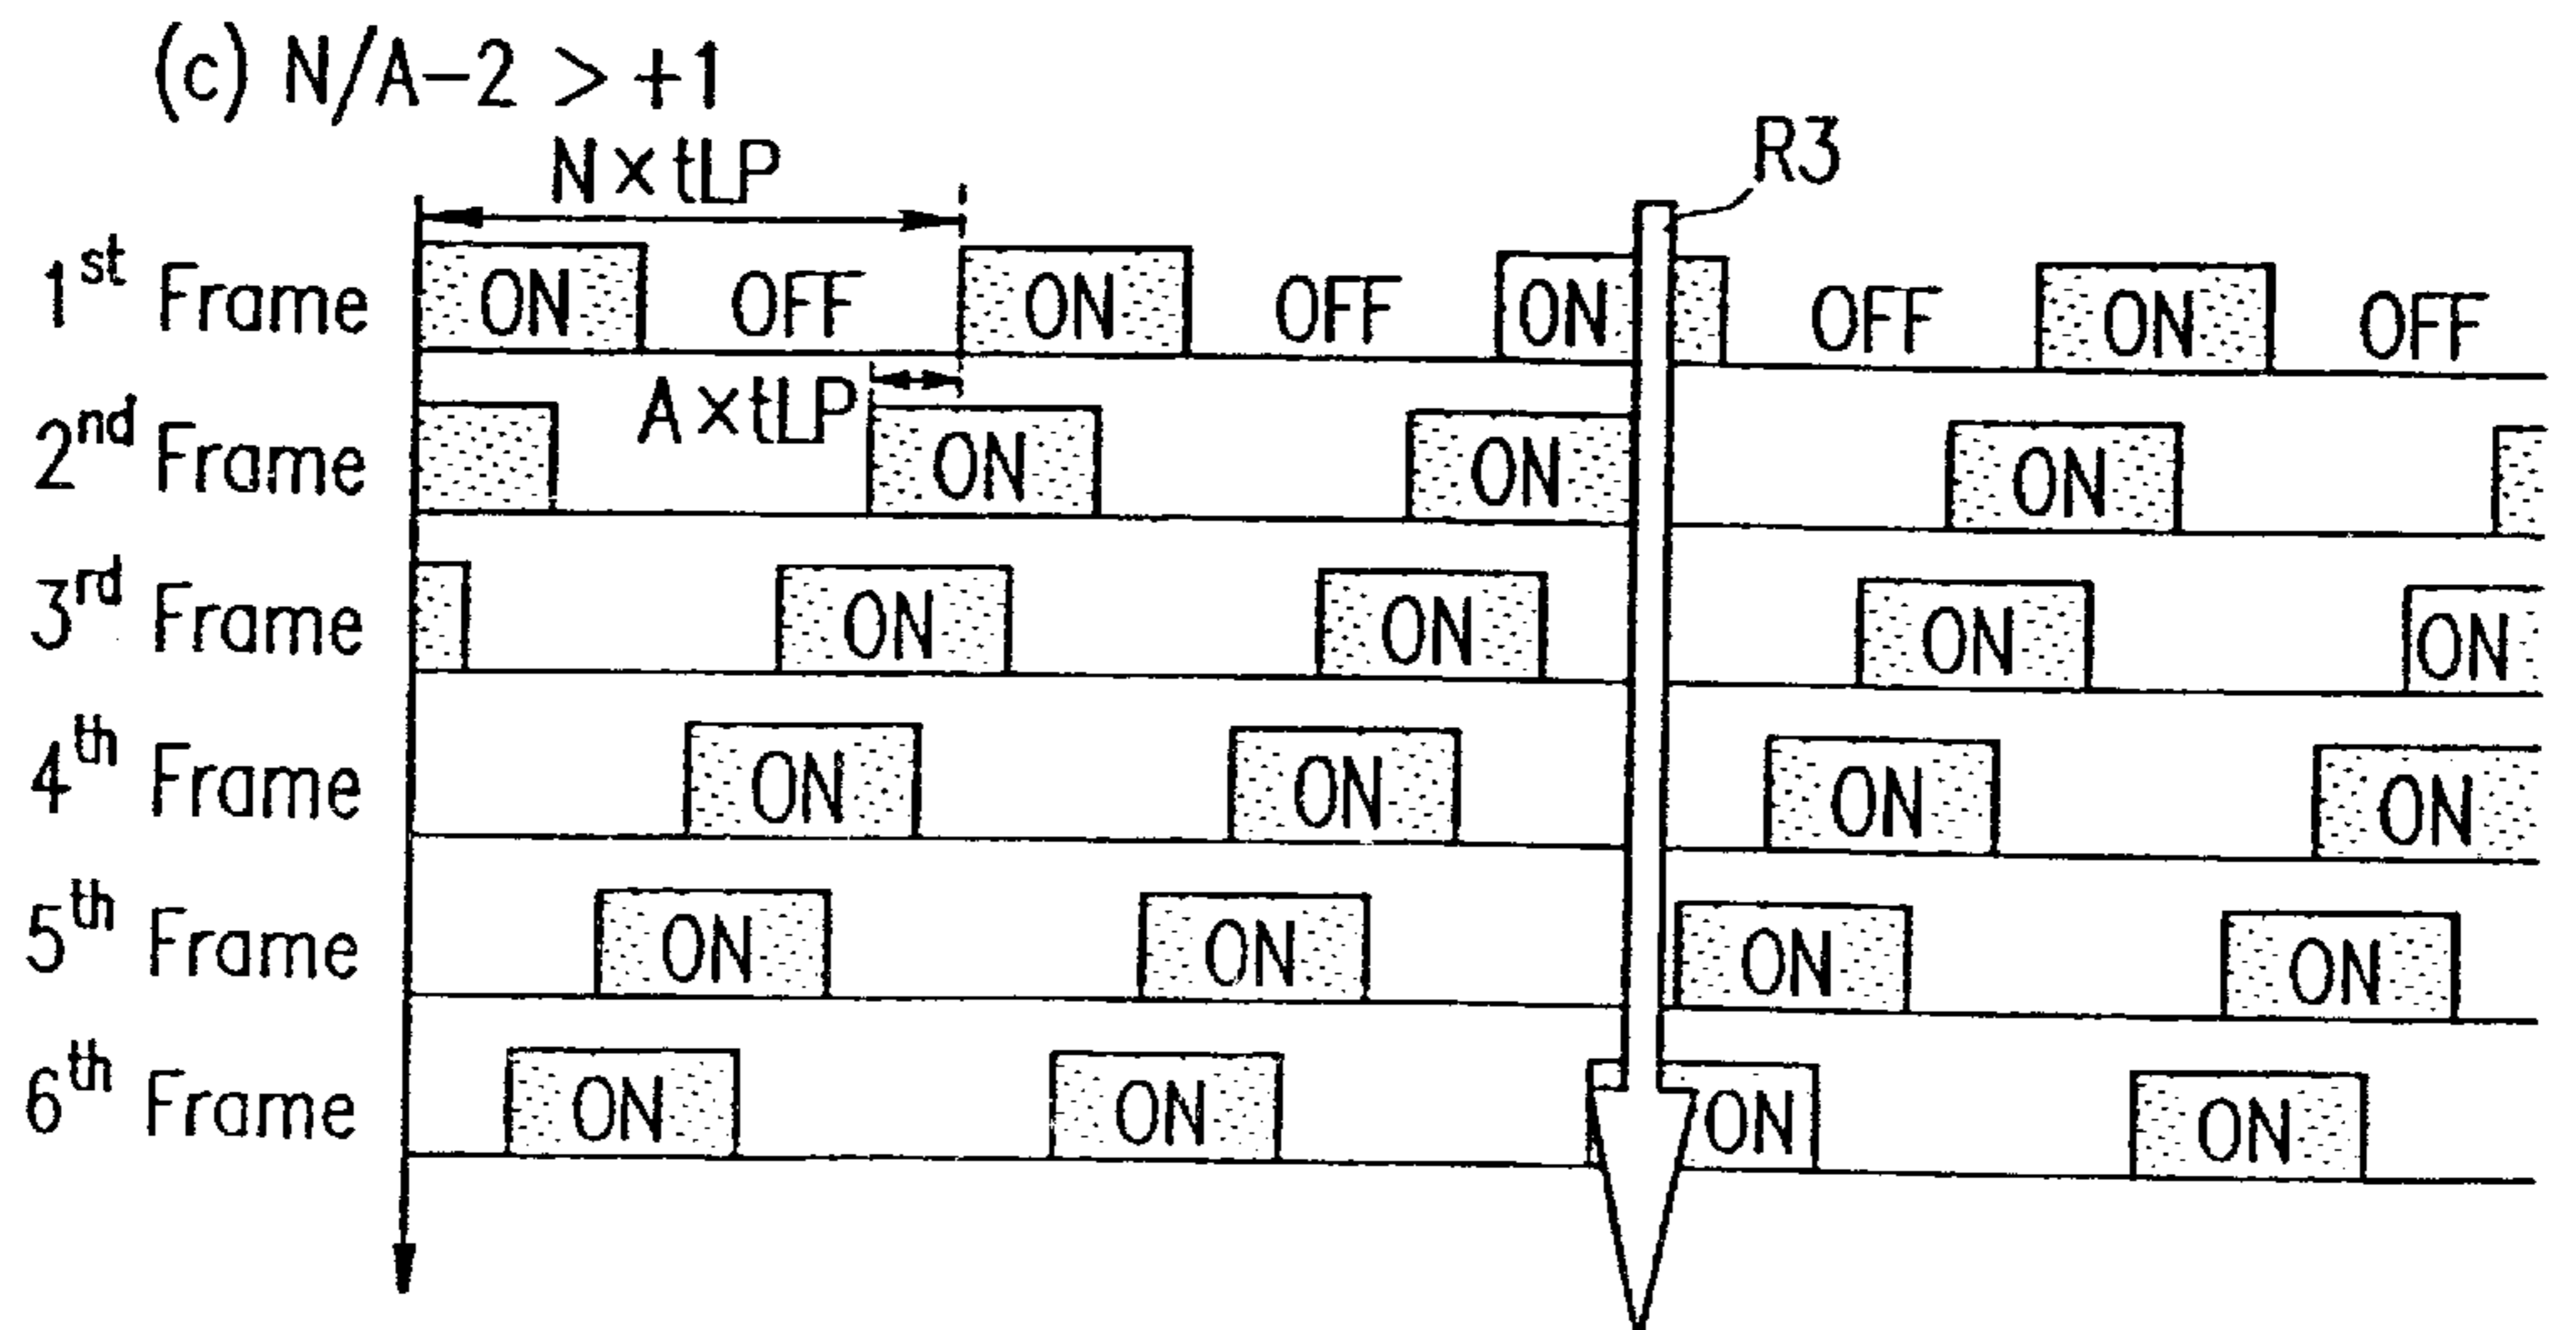 (c) N/A-2 > +1
N×tLP
R3
1st Frame ON OFF ON OFF ON OFF ON OFF
A×tLP
2nd Frame ON ON ON
3rd Frame ON ON ON ON
4th Frame ON ON ON ON
5th Frame ON ON ON ON
6th Frame ON ON ON ON